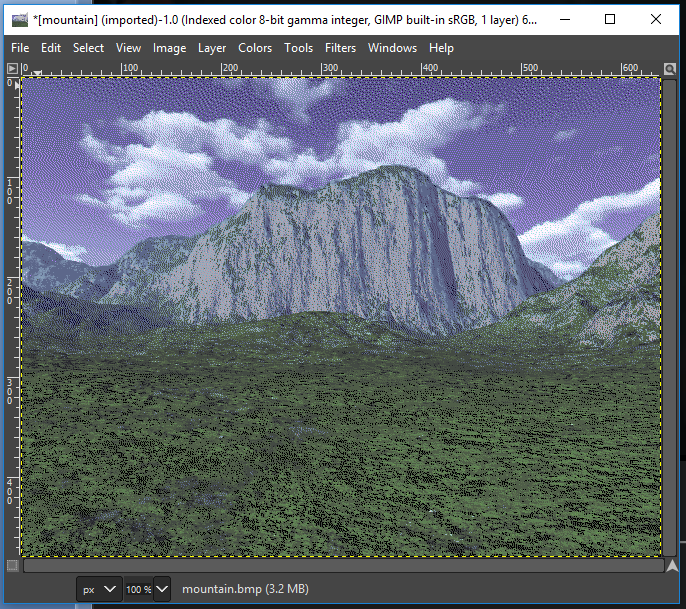 *[mountain] (imported)-1.0 (Indexed color 8-bit gamma integer, GIMP built-in sRGB, 1 layer) 6...
File Edit Select View Image Layer Colors Tools Filters Windows Help
0 100 200 300 400 500 600
0
100
200
300
400
px 100 % mountain.bmp (3.2 MB)